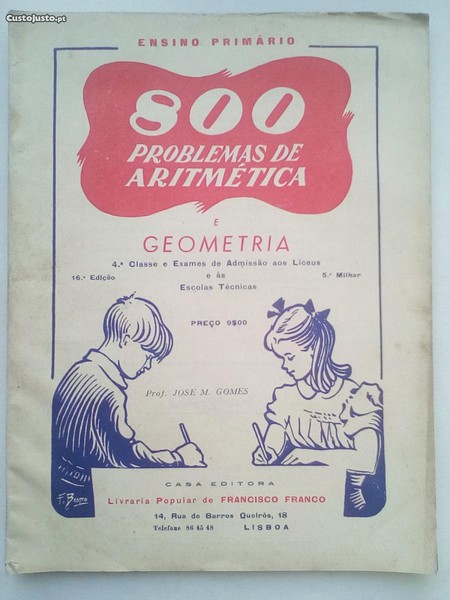 CustoJusto.pt
ENSINO PRIMÁRIO
800
PROBLEMAS DE
ARITMÉTICA
E
GEOMETRIA
4.ª Classe e Exames de Admissão aos Liceus
16.ª Edição e às 5.º Milhar
Escolas Técnicas
PREÇO 9$00
Prof. JOSE M. GOMES
CASA EDITORA
Livraria Popular de FRANCISCO FRANCO
14, Rua de Barros Queirós, 18
Telefone 86 45 48 LISBOA